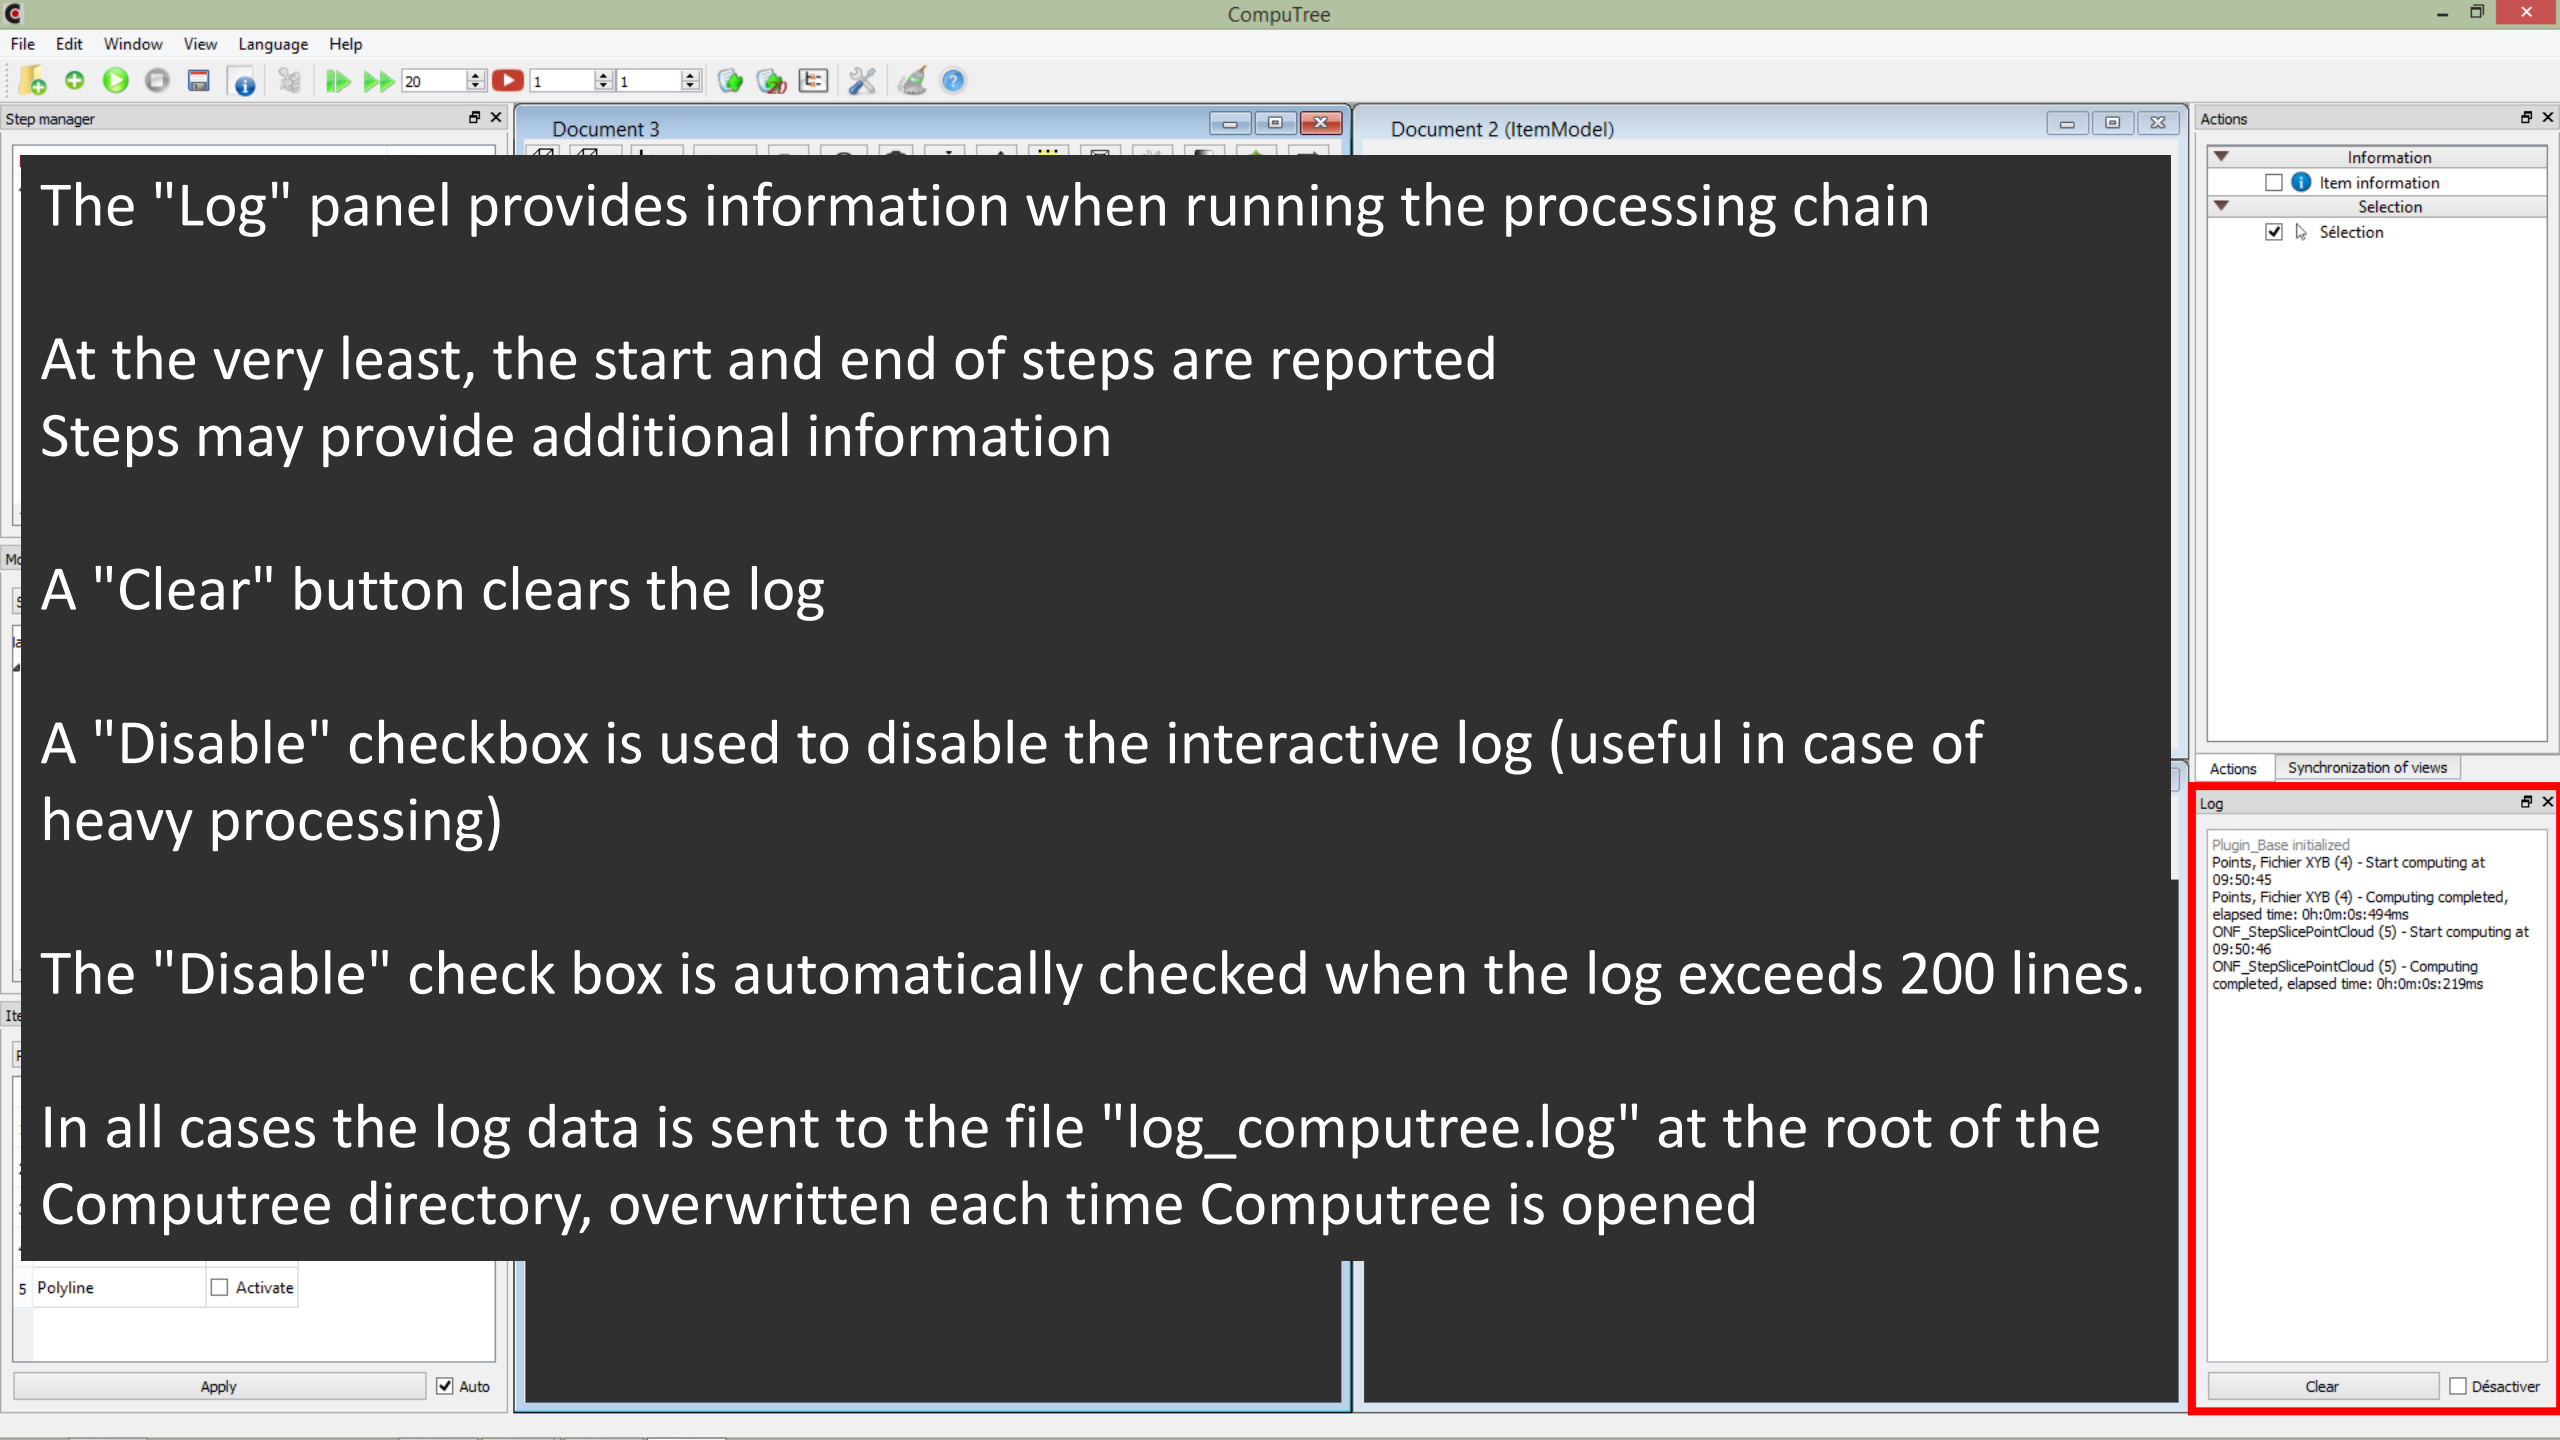 CompuTree
File Edit Window View Language Help
20 1 1
Step manager
Document 3
Document 2 (ItemModel)
Actions
Information
Item information
Selection
Sélection
The "Log" panel provides information when running the processing chain
At the very least, the start and end of steps are reported
Steps may provide additional information
A "Clear" button clears the log
A "Disable" checkbox is used to disable the interactive log (useful in case of
heavy processing)
The "Disable" check box is automatically checked when the log exceeds 200 lines.
In all cases the log data is sent to the file "log_computree.log" at the root of the
Computree directory, overwritten each time Computree is opened
5 Polyline Activate
Apply Auto
Actions Synchronization of views
Log
Plugin_Base initialized
Points, Fichier XYB (4) - Start computing at
09:50:45
Points, Fichier XYB (4) - Computing completed,
elapsed time: 0h:0m:0s:494ms
ONF_StepSlicePointCloud (5) - Start computing at
09:50:46
ONF_StepSlicePointCloud (5) - Computing
completed, elapsed time: 0h:0m:0s:219ms
Clear Désactiver